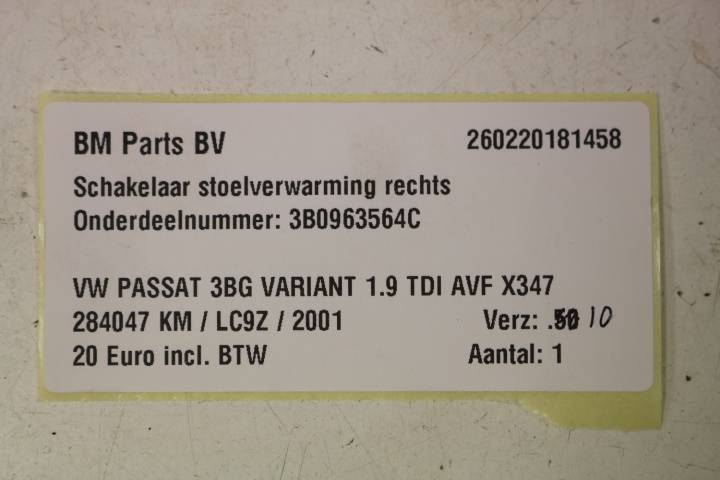 BM Parts BV 260220181458
Schakelaar stoelverwarming rechts
Onderdeelnummer: 3B0963564C
VW PASSAT 3BG VARIANT 1.9 TDI AVF X347
284047 KM / LC9Z / 2001 Verz: .50 10
20 Euro incl. BTW Aantal: 1